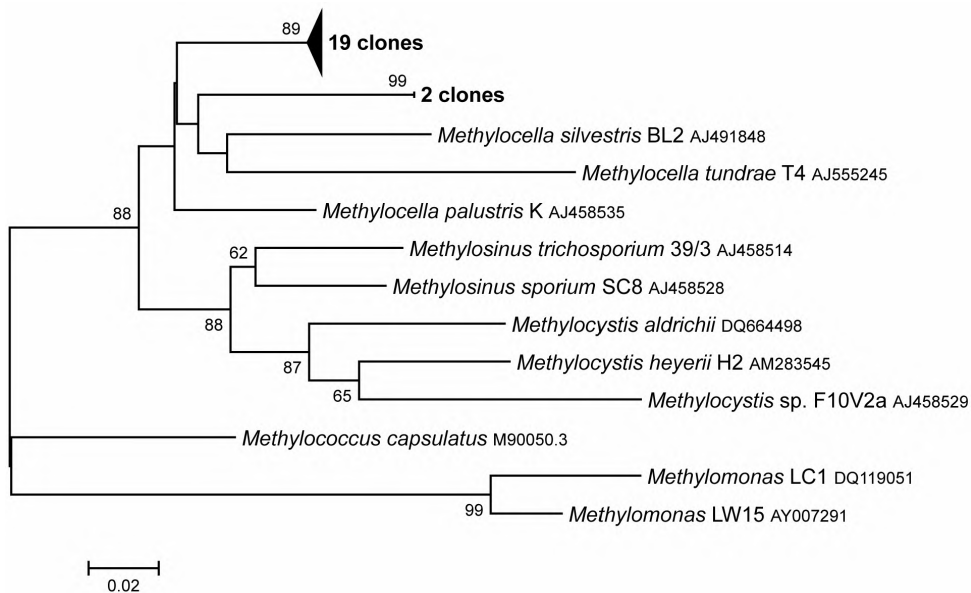 89
19 clones
99
2 clones
Methylocella silvestris BL2 AJ491848
Methylocella tundrae T4 AJ555245
Methylocella palustris K AJ458535
88
Methylosinus trichosporium 39/3 AJ458514
62
Methylosinus sporium SC8 AJ458528
88
Methylocystis aldrichii DQ664498
87
Methylocystis heyerii H2 AM283545
65
Methylocystis sp. F10V2a AJ458529
Methylococcus capsulatus M90050.3
Methylomonas LC1 DQ119051
99
Methylomonas LW15 AY007291
0.02